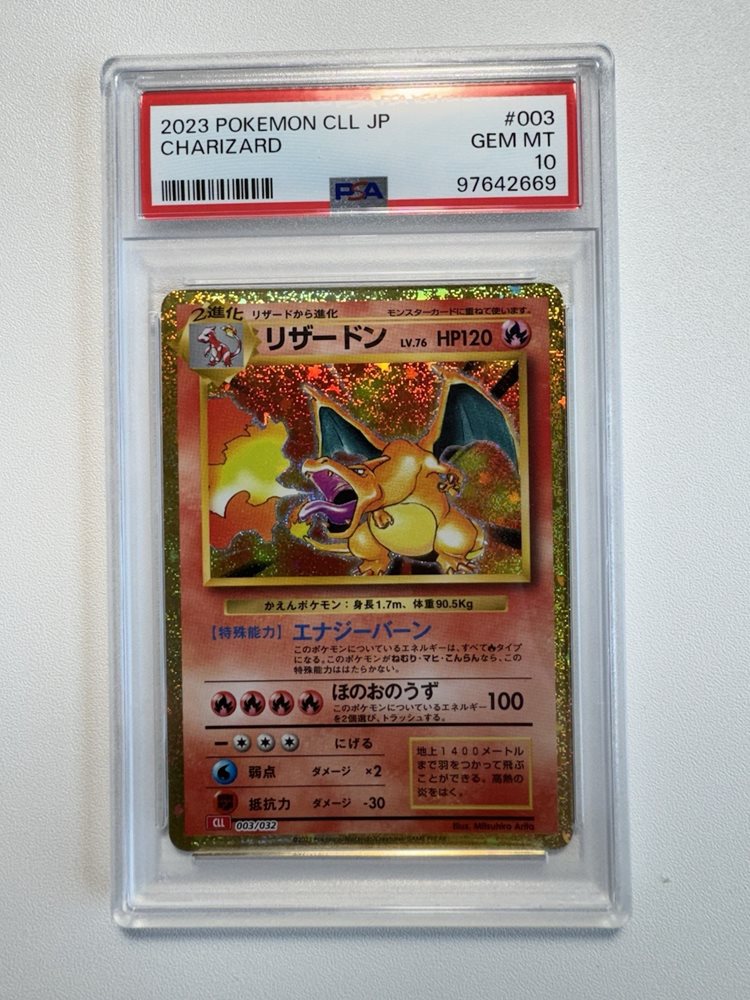 2023 POKEMON CLL JP #003
CHARIZARD GEM MT
10
PSA 97642669
2進化 リザードから進化 モンスターカードに重ねて使います。
リザードン LV.76 HP120
かえんポケモン：身長1.7m、体重90.5Kg
【特殊能力】エナジーバーン
このポケモンについているエネルギーは、すべて🔥タイプ
になる。このポケモンがねむり・マヒ・こんらんなら、この
特殊能力ははたらかない。
ほのおのうず 100
このポケモンについているエネルギー
を2個選び、トラッシュする。
にげる
弱点 ダメージ ×2
抵抗力 ダメージ -30
地上1400メートル
まで羽をつかって飛ぶ
ことができる。高熱の
炎をはく。
CLL 003/032
Illus. Mitsuhiro Arita